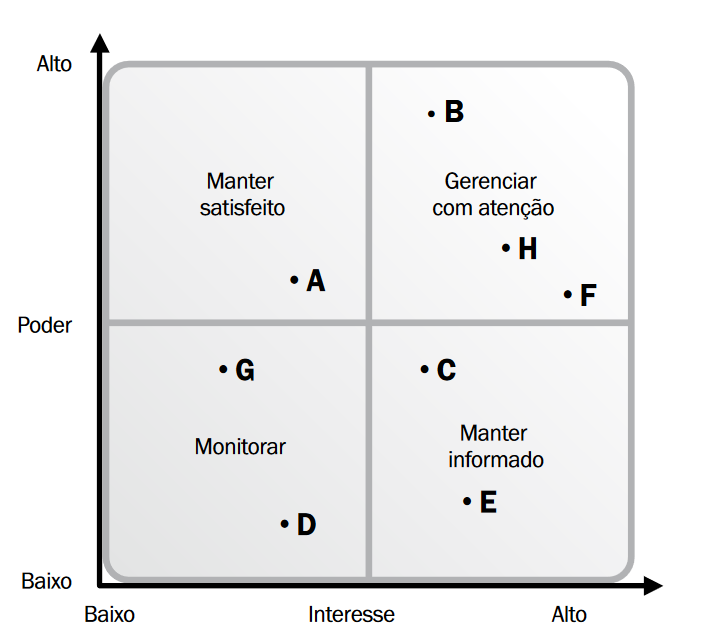 Alto
B
Manter
satisfeito
Gerenciar
com atenção
H
A
F
Poder
G
C
Monitorar
Manter
informado
E
D
Baixo
Baixo
Interesse
Alto